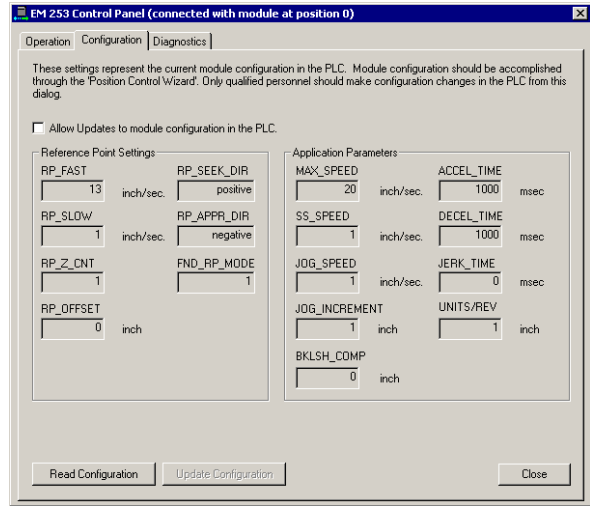 EM 253 Control Panel (connected with module at position 0)
Operation Configuration Diagnostics
These settings represent the current module configuration in the PLC. Module configuration should be accomplished
through the 'Position Control Wizard'. Only qualified personnel should make configuration changes in the PLC from this
dialog.
Allow Updates to module configuration in the PLC.
Reference Point Settings
RP_FAST RP_SEEK_DIR
13 inch/sec. positive
RP_SLOW RP_APPR_DIR
1 inch/sec. negative
RP_Z_CNT FND_RP_MODE
1 1
RP_OFFSET
0 inch
Application Parameters
MAX_SPEED ACCEL_TIME
20 inch/sec. 1000 msec
SS_SPEED DECEL_TIME
1 inch/sec. 1000 msec
JOG_SPEED JERK_TIME
1 inch/sec. 0 msec
JOG_INCREMENT UNITS/REV
1 inch 1 inch
BKLSH_COMP
0 inch
Read Configuration Update Configuration Close